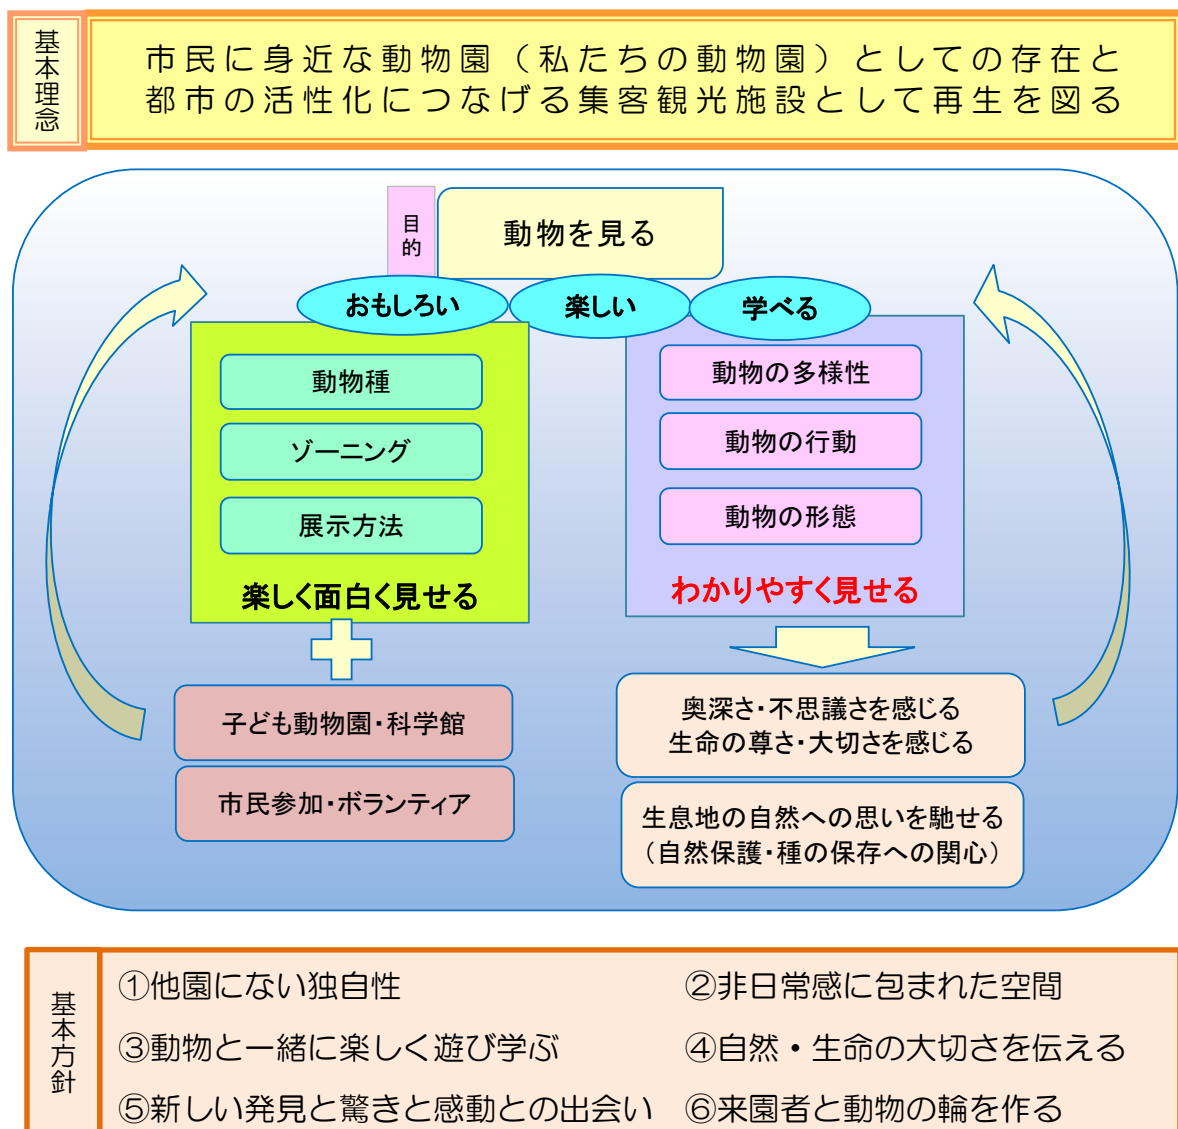 基本理念
市民に身近な動物園（私たちの動物園）としての存在と
都市の活性化につなげる集客観光施設として再生を図る
目的
動物を見る
おもしろい
楽しい
学べる
動物種
ゾーニング
展示方法
楽しく面白く見せる
動物の多様性
動物の行動
動物の形態
わかりやすく見せる
子ども動物園・科学館
市民参加・ボランティア
奥深さ・不思議さを感じる
生命の尊さ・大切さを感じる
生息地の自然への思いを馳せる
（自然保護・種の保存への関心）
基本方針
①他園にない独自性
②非日常感に包まれた空間
③動物と一緒に楽しく遊び学ぶ
④自然・生命の大切さを伝える
⑤新しい発見と驚きと感動との出会い
⑥来園者と動物の輪を作る